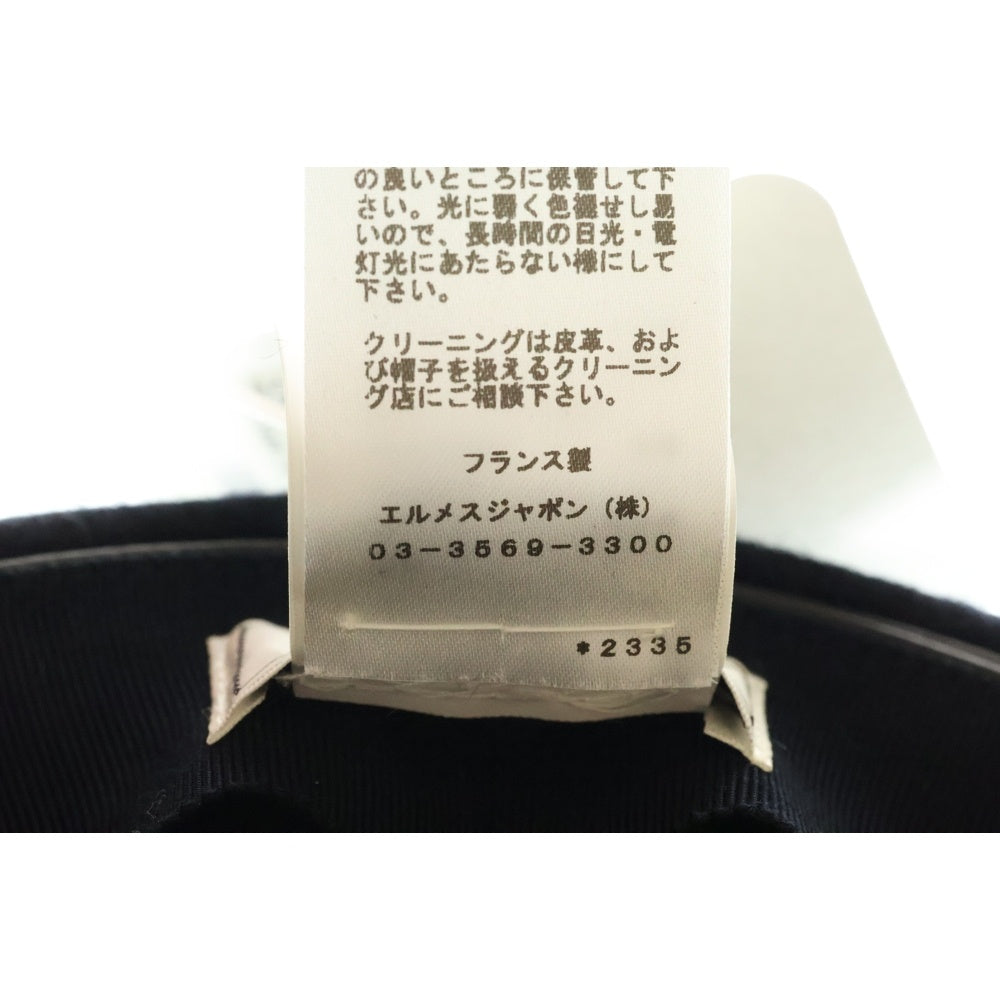 の良いところに保管して下
さい。光に弱く色褪せし易
いので、長時間の日光・電
灯光にあたらない様にして
下さい。
クリーニングは皮革、およ
び帽子を扱えるクリーニン
グ店にご相談下さい。
フランス製
エルメスジャポン（株）
03-3569-3300
*2335